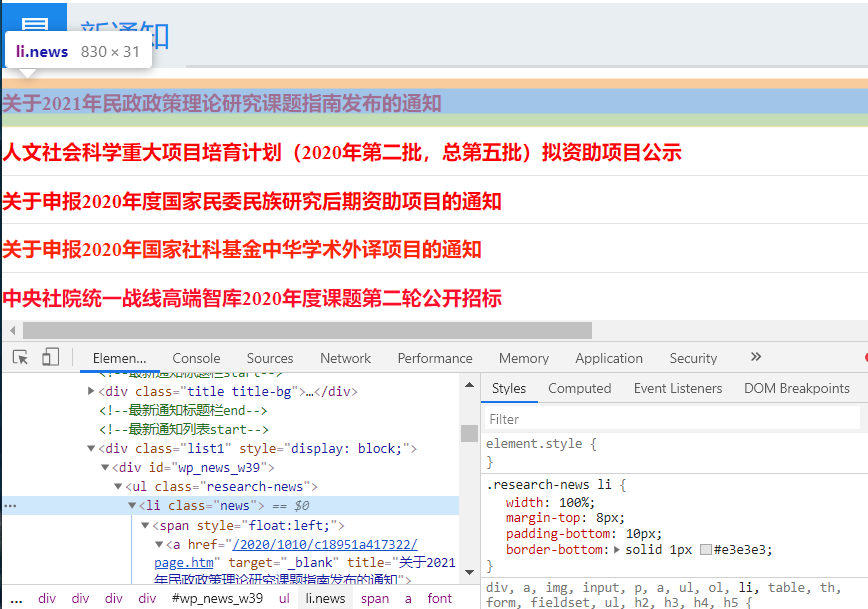 新通知
li.news 830 × 31
关于2021年民政政策理论研究课题指南发布的通知
人文社会科学重大项目培育计划（2020年第二批，总第五批）拟资助项目公示
关于申报2020年度国家民委民族研究后期资助项目的通知
关于申报2020年国家社科基金中华学术外译项目的通知
中央社院统一战线高端智库2020年度课题第二轮公开招标
Elemen... Console Sources Network Performance Memory Application Security »
<!--最新通知标题栏start-->
<div class="title title-bg">…</div>
<!--最新通知标题栏end-->
<!--最新通知列表start-->
<div class="list1" style="display: block;">
<div id="wp_news_w39">
<ul class="research-news">
... <li class="news"> == $0
<span style="float:left;">
<a href="/2020/1010/c18951a417322/
page.htm" target="_blank" title="关于2021
年民政政策理论研究课题指南发布的通知">
... div div div div #wp_news_w39 ul li.news span a font
Styles Computed Event Listeners DOM Breakpoints
Filter
element.style {
}
.research-news li {
width: 100%;
margin-top: 8px;
padding-bottom: 10px;
border-bottom: solid 1px #e3e3e3;
}
div, a, img, input, p, a, ul, ol, li, table, th,
form, fieldset, ul, h2, h3, h4, h5 {